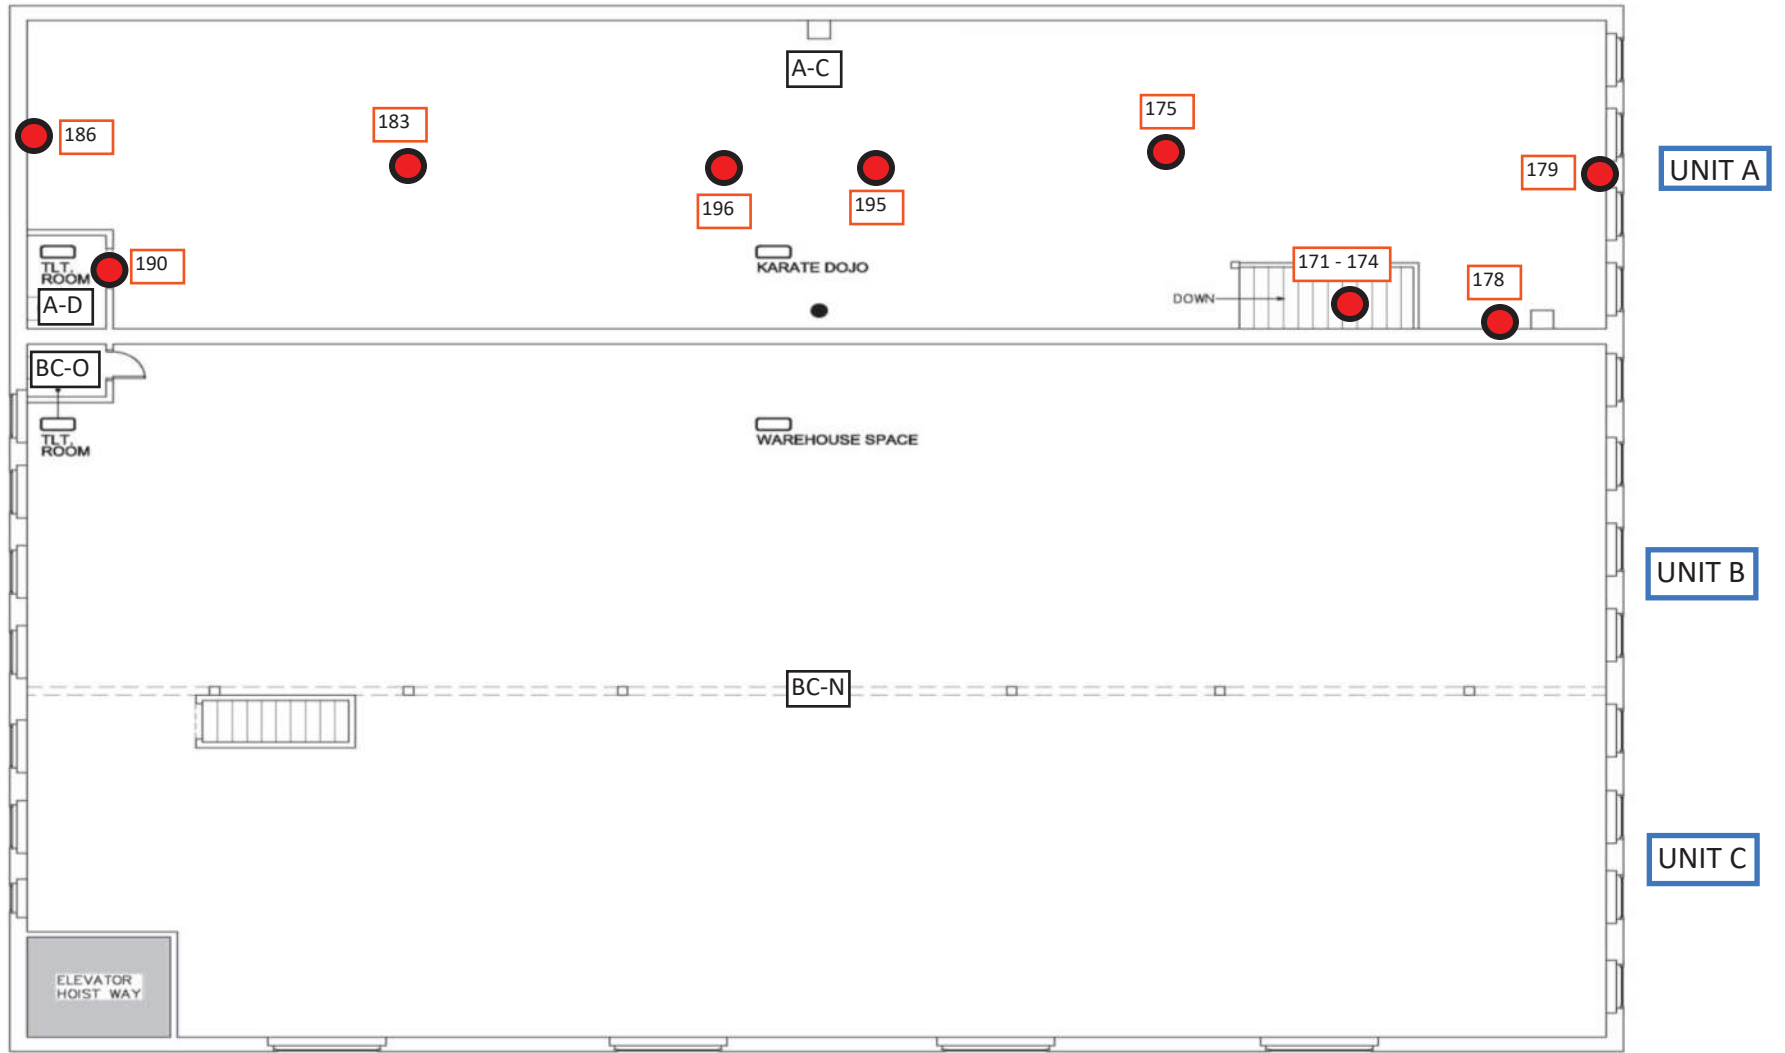 A-C
175
183
186
179
UNIT A
196
195
190
TLT.
ROOM
KARATE DOJO
171 - 174
178
A-D
DOWN
BC-O
TLT.
ROOM
WAREHOUSE SPACE
UNIT B
BC-N
UNIT C
ELEVATOR
HOIST WAY